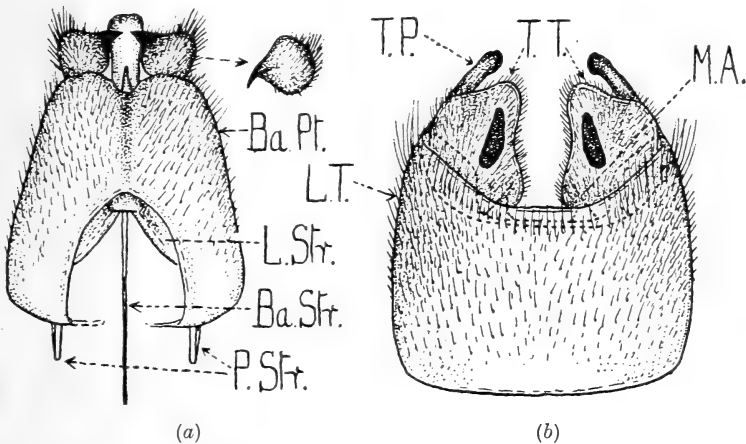 T.P.
T.T.
M.A.
Ba.Pt.
L.T.
L.Str.
Ba.Str.
P.Str.
(a)
(b)